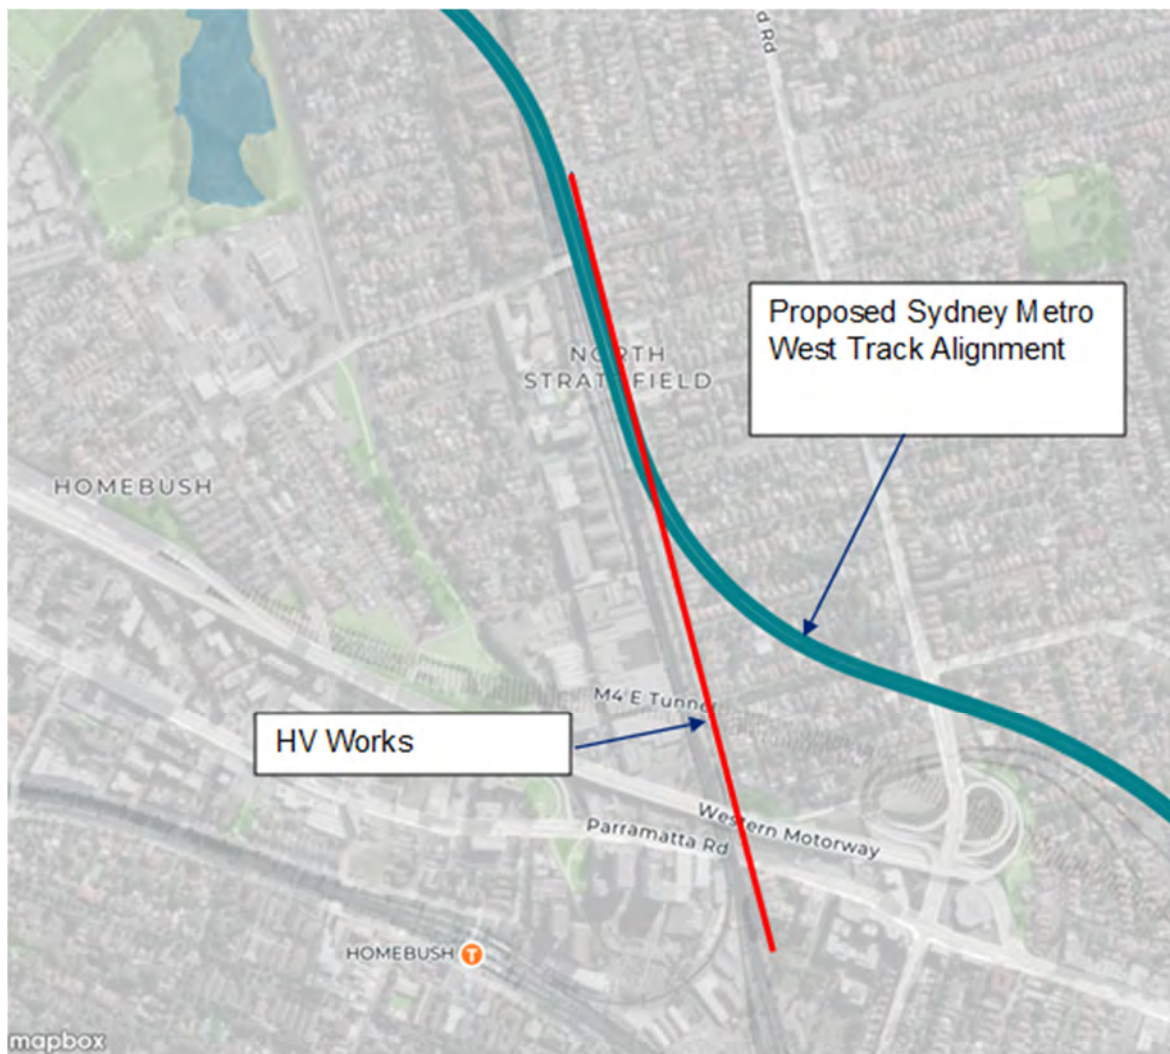 d Rd
Proposed Sydney Metro
West Track Alignment
NORTH
STRATHFIELD
HOMEBUSH
M4 E Tunnel
HV Works
Western Motorway
Parramatta Rd
HOMEBUSH T
mapbox